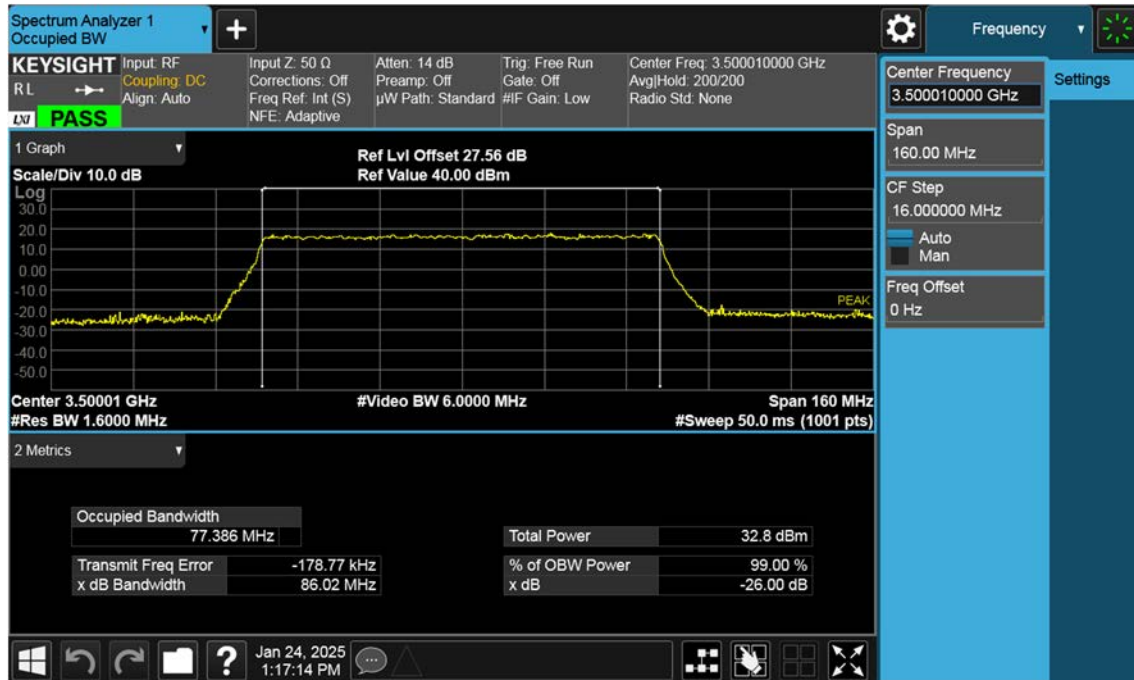 Spectrum Analyzer 1
Occupied BW
+
Frequency
KEYSIGHT
R L
LXI
PASS
Input: RF
Coupling: DC
Align: Auto
Input Z: 50 Ω
Corrections: Off
Freq Ref: Int (S)
NFE: Adaptive
Atten: 14 dB
Preamp: Off
µW Path: Standard
Trig: Free Run
Gate: Off
#IF Gain: Low
Center Freq: 3.500010000 GHz
Avg|Hold: 200/200
Radio Std: None
1 Graph
Scale/Div 10.0 dB
Ref Lvl Offset 27.56 dB
Ref Value 40.00 dBm
Log
30.0
20.0
10.0
0.00
-10.0
-20.0
-30.0
-40.0
-50.0
PEAK
Center 3.50001 GHz
#Video BW 6.0000 MHz
Span 160 MHz
#Res BW 1.6000 MHz
#Sweep 50.0 ms (1001 pts)
2 Metrics
Occupied Bandwidth
77.386 MHz
Total Power 32.8 dBm
Transmit Freq Error -178.77 kHz
% of OBW Power 99.00 %
x dB Bandwidth 86.02 MHz
x dB -26.00 dB
?
Jan 24, 2025
1:17:14 PM
Center Frequency
3.500010000 GHz
Settings
Span
160.00 MHz
CF Step
16.000000 MHz
Auto
Man
Freq Offset
0 Hz